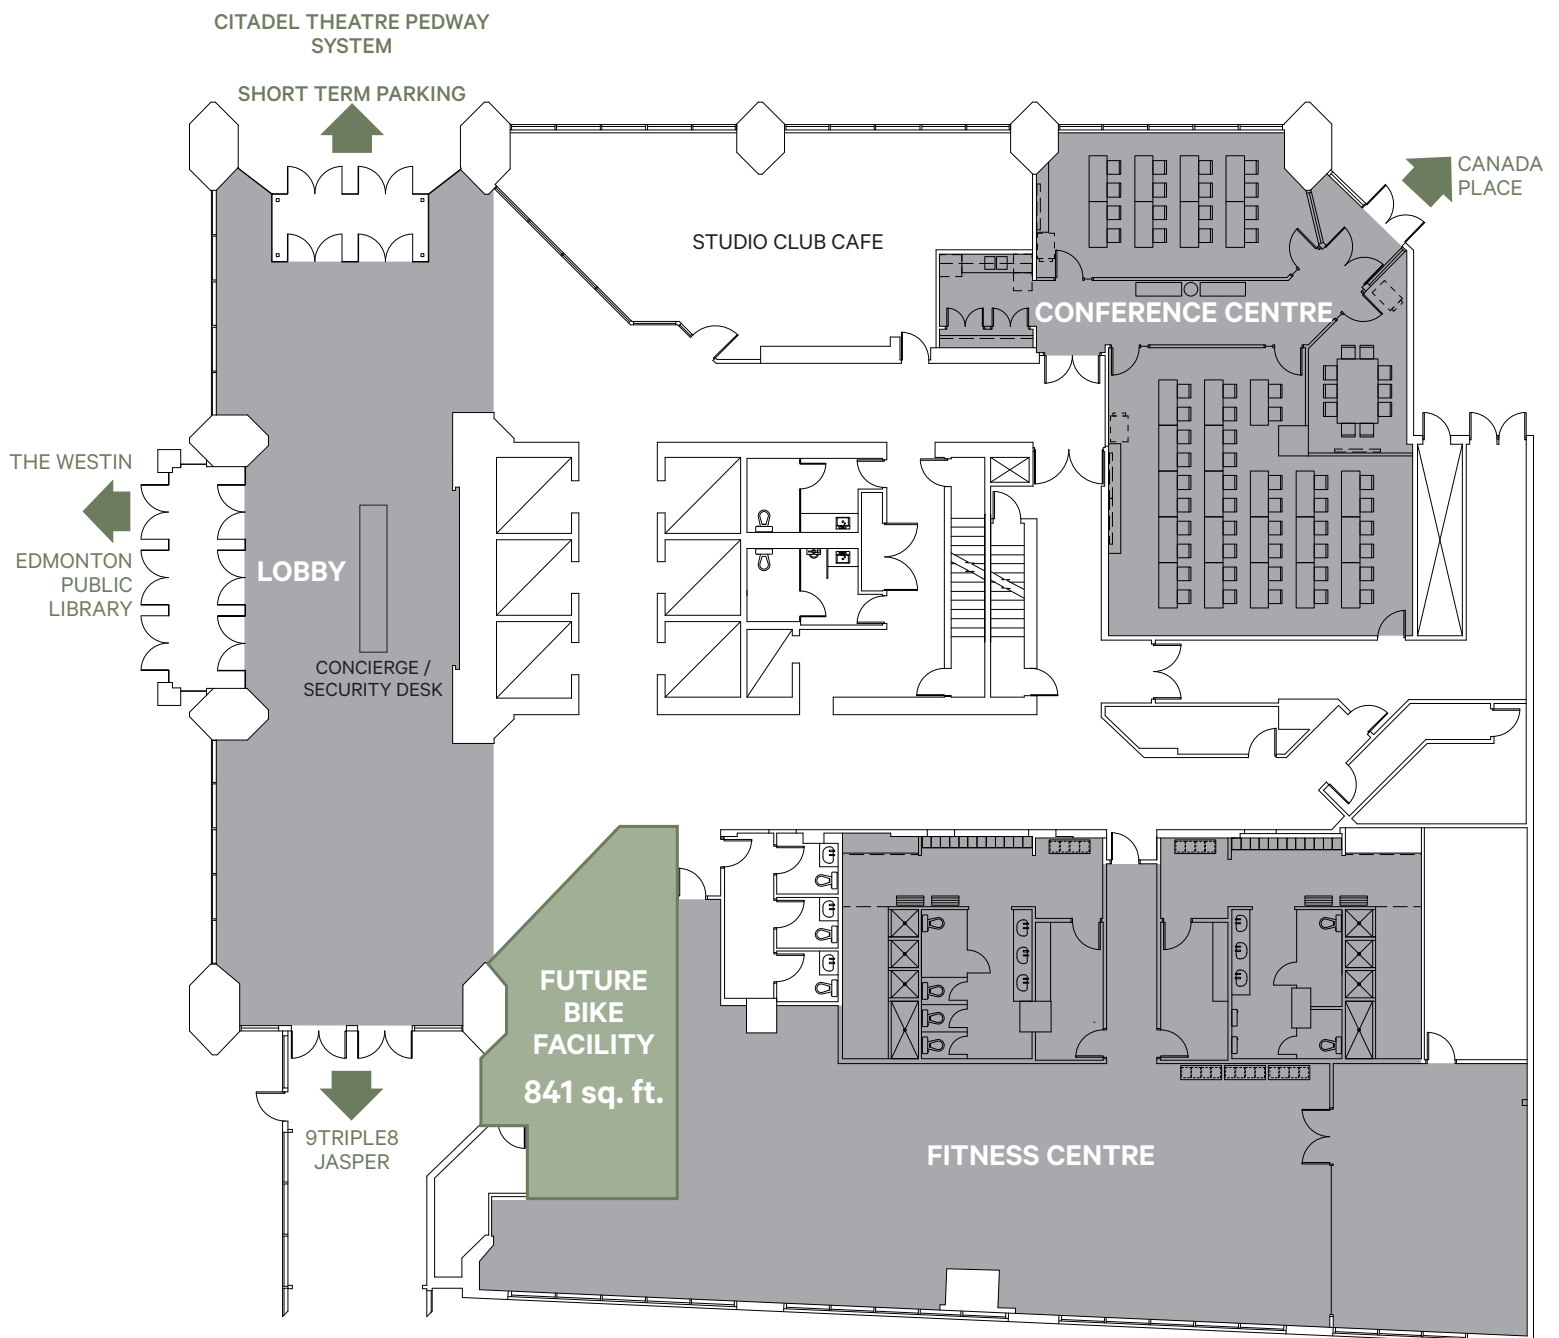 CITADEL THEATRE PEDWAY
SYSTEM
SHORT TERM PARKING
CANADA
PLACE
STUDIO CLUB CAFE
CONFERENCE CENTRE
THE WESTIN
EDMONTON
PUBLIC
LIBRARY
LOBBY
CONCIERGE /
SECURITY DESK
FUTURE
BIKE
FACILITY
841 sq. ft.
9TRIPLE8
JASPER
FITNESS CENTRE